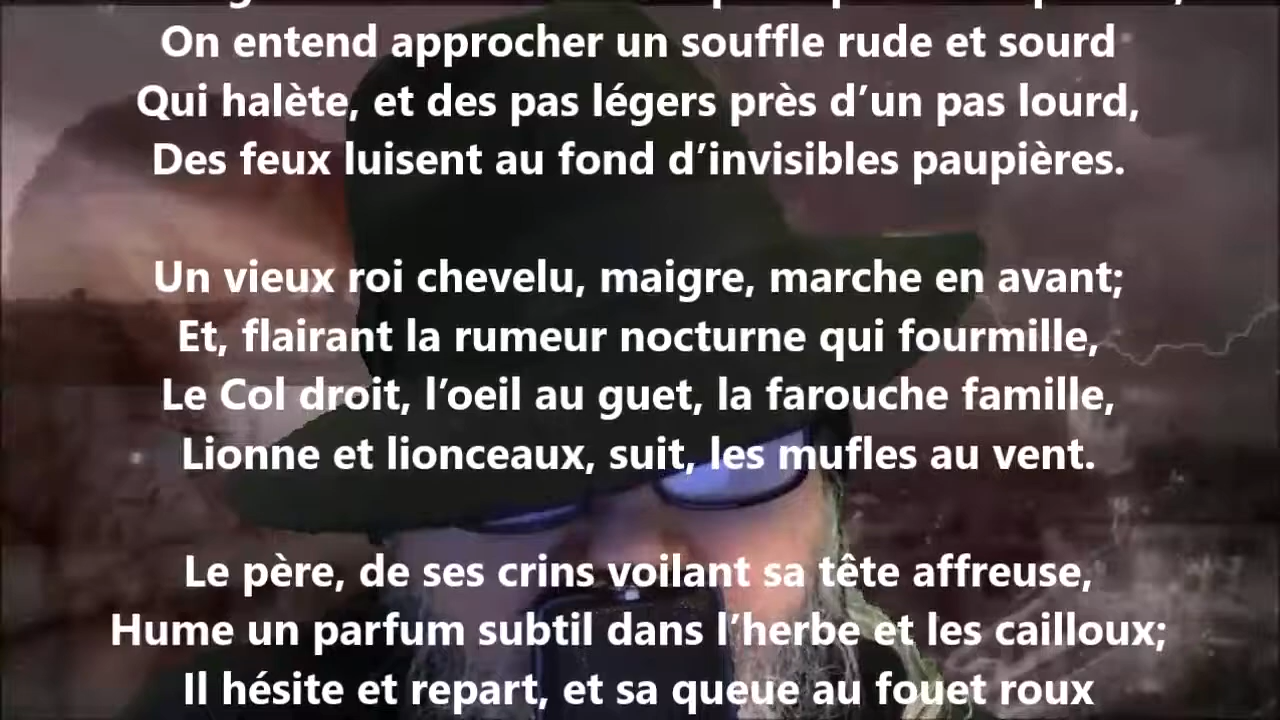 On entend approcher un souffle rude et sourd
Qui halète, et des pas légers près d’un pas lourd,
Des feux luisent au fond d’invisibles paupières.
Un vieux roi chevelu, maigre, marche en avant;
Et, flairant la rumeur nocturne qui fourmille,
Le Col droit, l’oeil au guet, la farouche famille,
Lionne et lionceaux, suit, les mufles au vent.
Le père, de ses crins voilant sa tête affreuse,
Hume un parfum subtil dans l’herbe et les cailloux;
Il hésite et repart, et sa queue au fouet roux